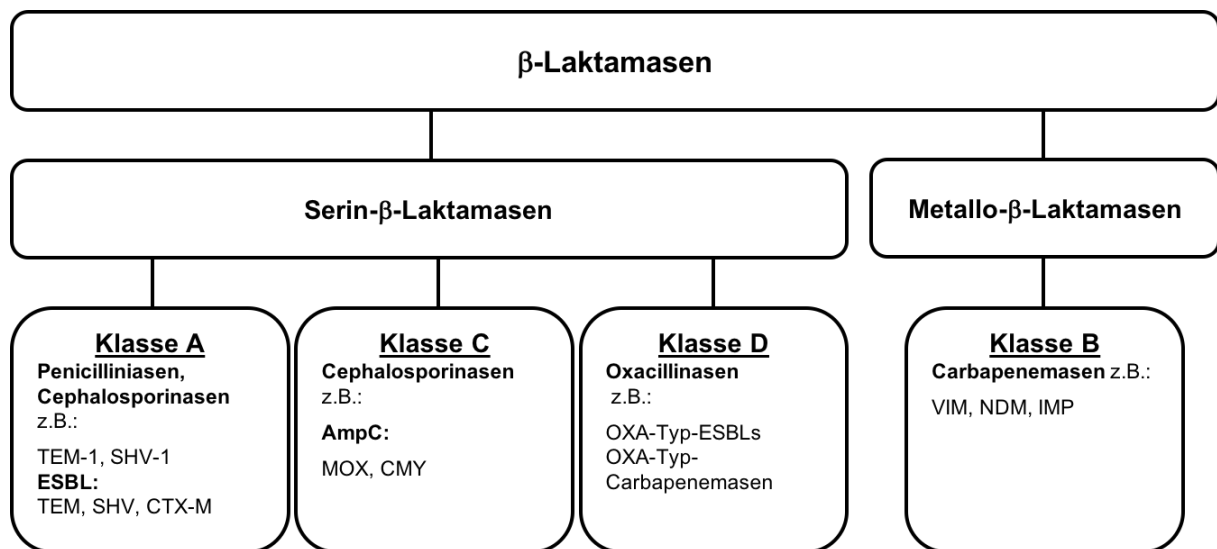 β-Laktamasen
Serin-β-Laktamasen
Metallo-β-Laktamasen
Klasse A
Penicilliniasen,
Cephalosporinasen
z.B.:
TEM-1, SHV-1
ESBL:
TEM, SHV, CTX-M
Klasse C
Cephalosporinasen
z.B.:
AmpC:
MOX, CMY
Klasse D
Oxacillinasen
z.B.:
OXA-Typ-ESBLs
OXA-Typ-
Carbapenemasen
Klasse B
Carbapenemasen z.B.:
VIM, NDM, IMP